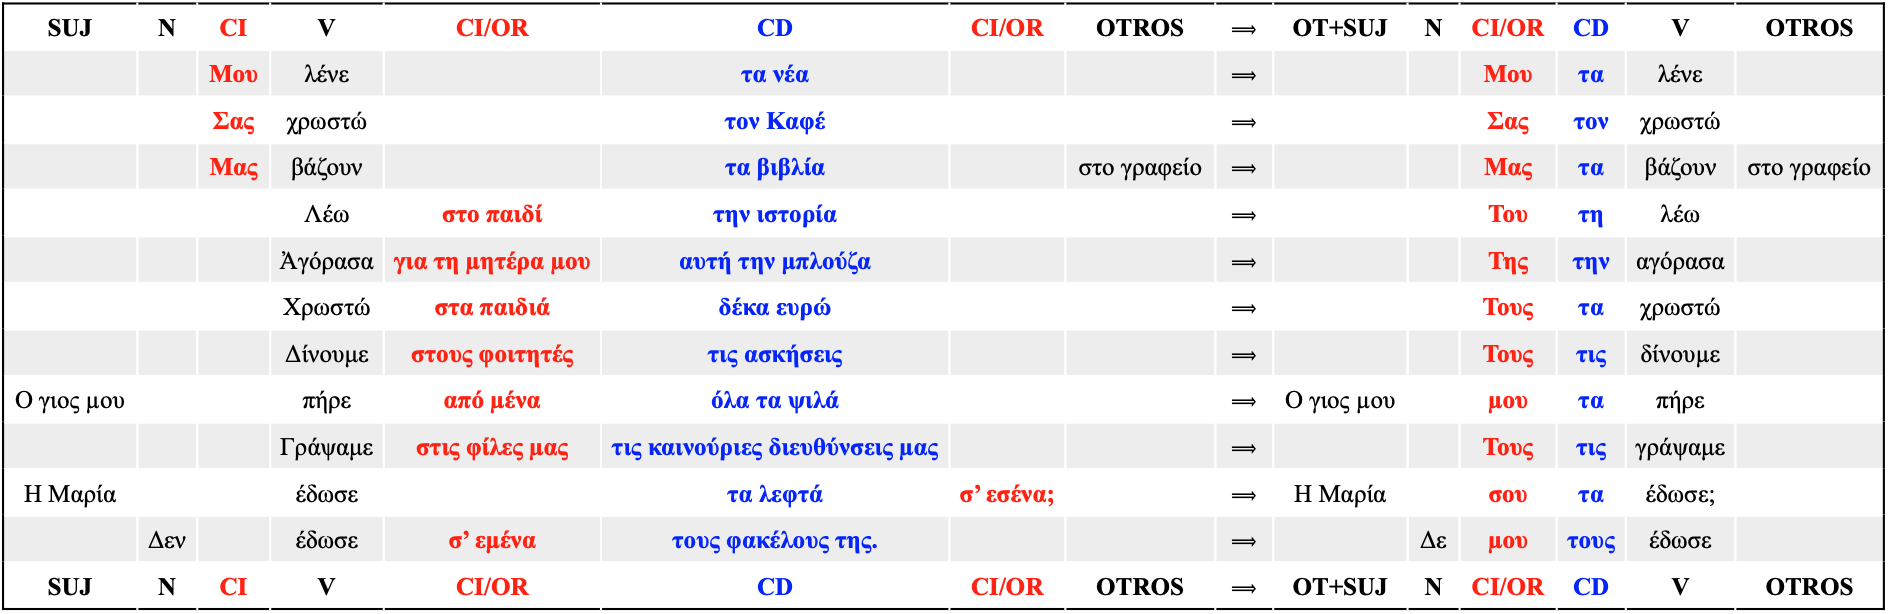 SUJ N CI V CI/OR CD CI/OR OTROS ⟹ OT+SUJ N CI/OR CD V OTROS
Μου λένε τα νέα ⟹ Μου τα λένε
Σας χρωστώ τον Καφέ ⟹ Σας τον χρωστώ
Μας βάζουν τα βιβλία στο γραφείο ⟹ Μας τα βάζουν στο γραφείο
Λέω στο παιδί την ιστορία ⟹ Του τη λέω
Ἀγόρασα για τη μητέρα μου αυτή την μπλούζα ⟹ Της την αγόρασα
Χρωστώ στα παιδιά δέκα ευρώ ⟹ Τους τα χρωστώ
Δίνουμε στους φοιτητές τις ασκήσεις ⟹ Τους τις δίνουμε
Ο γιος μου πήρε από μένα όλα τα ψιλά ⟹ Ο γιος μου μου τα πήρε
Γράψαμε στις φίλες μας τις καινούριες διευθύνσεις μας ⟹ Τους τις γράψαμε
Η Μαρία έδωσε τα λεφτά σ’ εσένα; ⟹ Η Μαρία σου τα έδωσε;
Δεν έδωσε σ’ εμένα τους φακέλους της. ⟹ Δε μου τους έδωσε
SUJ N CI V CI/OR CD CI/OR OTROS ⟹ OT+SUJ N CI/OR CD V OTROS